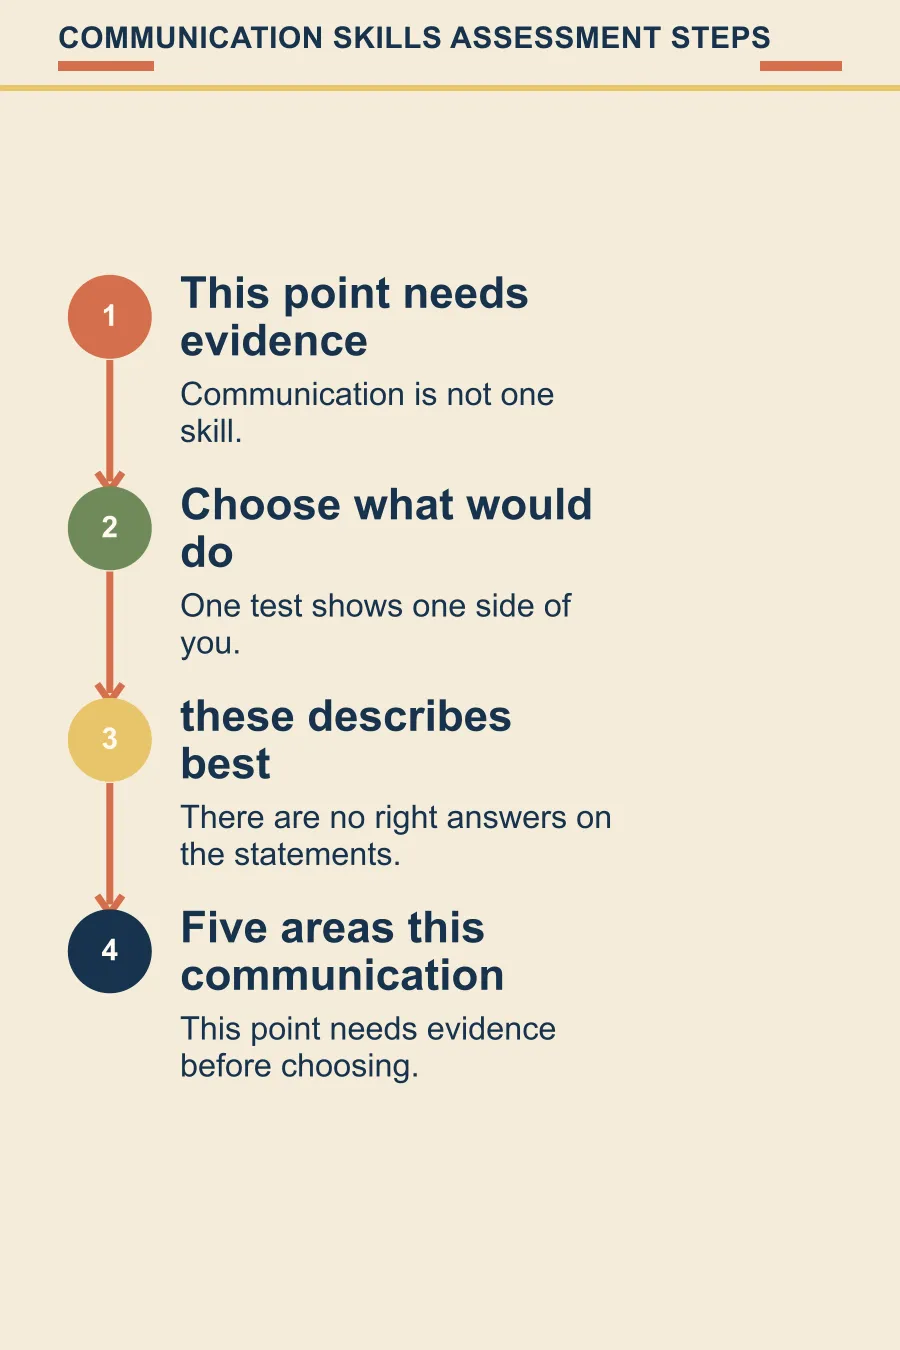 COMMUNICATION SKILLS ASSESSMENT STEPS
1
This point needs
evidence
Communication is not one
skill.
2
Choose what would
do
One test shows one side of
you.
3
these describes
best
There are no right answers on
the statements.
4
Five areas this
communication
This point needs evidence
before choosing.